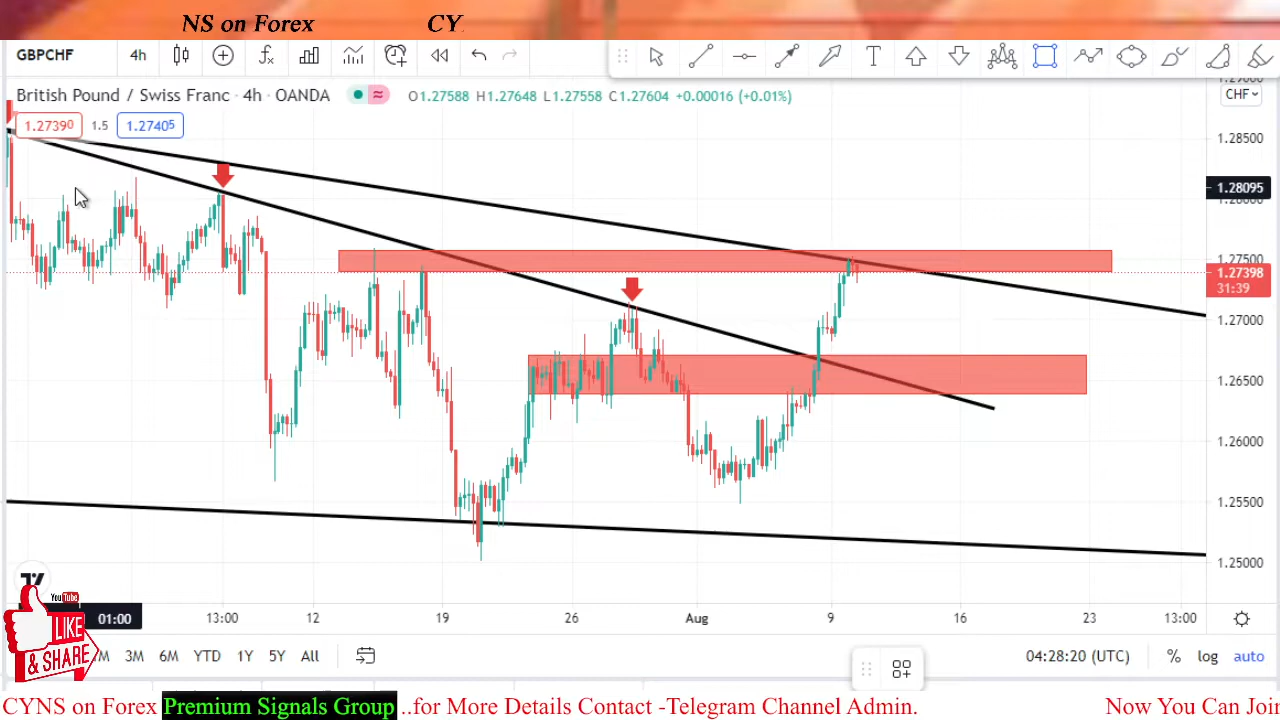 NS on Forex CY
GBPCHF 4h
British Pound / Swiss Franc · 4h · OANDA O1.27588 H1.27648 L1.27558 C1.27604 +0.00016 (+0.01%)
CHF
1.27390 1.5 1.27405
1.28500
1.28095
1.27500
1.27398
31:39
1.27000
1.26500
1.26000
1.25500
1.25000
YouTube
LIKE
& SHARE
01:00 13:00 12 19 26 Aug 9 16 23 13:00
3M 6M YTD 1Y 5Y All 04:28:20 (UTC) % log auto
CYNS on Forex Premium Signals Group ..for More Details Contact -Telegram Channel Admin. Now You Can Joi